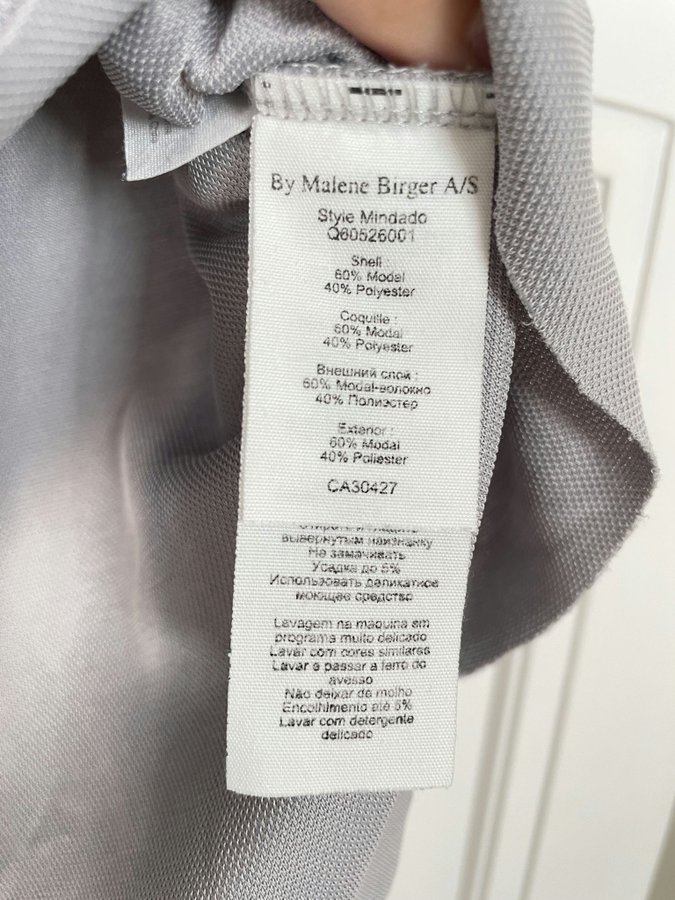 By Malene Birger A/S
Style Mindado
Q60526001
Shell :
60% Modal
40% Polyester
Coquille :
60% Modal
40% Polyester
Внешний слой :
60% Modal-волокно
40% Полиэстер
Exterior :
60% Modal
40% Poliester
CA30427
вывернутым наизнанку
Не замачивать
Усадка до 5%
Использовать деликатное
моющее средство
Lavagem na maquina em
programa muito delicado
Lavar com cores similares
Lavar e passar a ferro do
avesso
Não deixar de molho
Encolhimento até 5%
Lavar com detergente
delicado